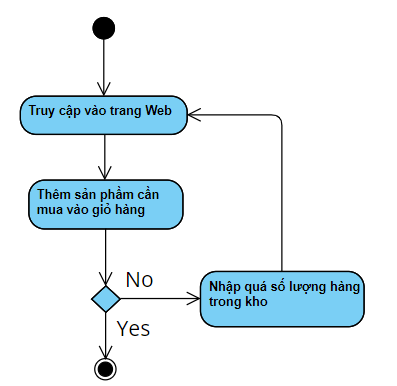 Truy cập vào trang Web
Thêm sản phẩm cần
mua vào giỏ hàng
No
Nhập quá số lượng hàng
trong kho
Yes